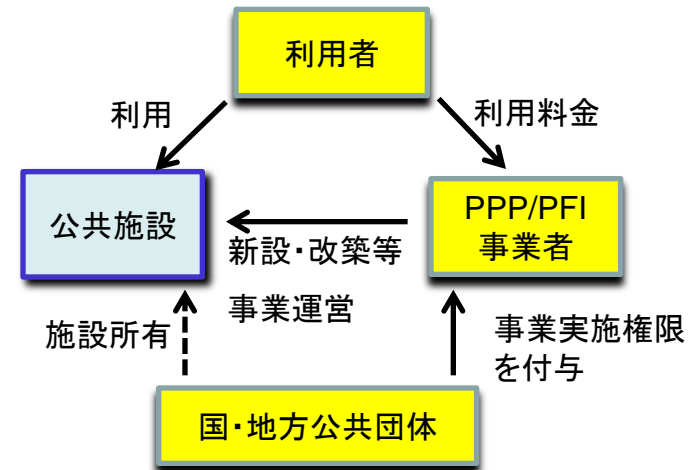 利用者
利用
利用料金
公共施設
PPP/PFI
事業者
新設・改築等
事業運営
施設所有
事業実施権限
を付与
国・地方公共団体